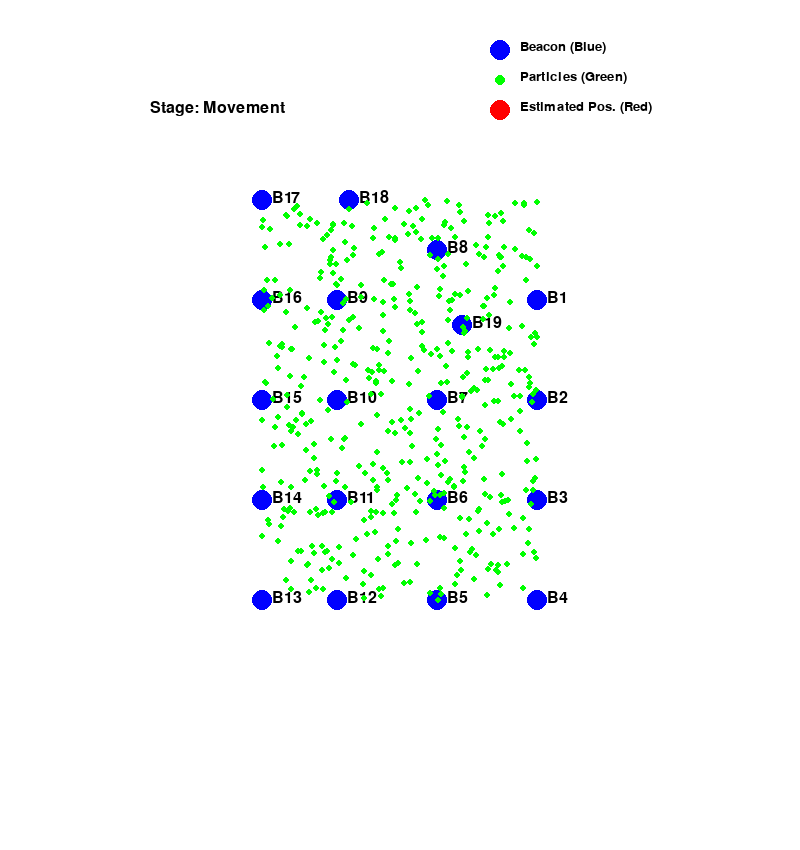 Beacon (Blue)
Particles (Green)
Stage: Movement
Estimated Pos. (Red)
B17
B18
B8
B16
B9
B1
B19
B15
B10
B7
B2
B14
B11
B6
B3
B13
B12
B5
B4